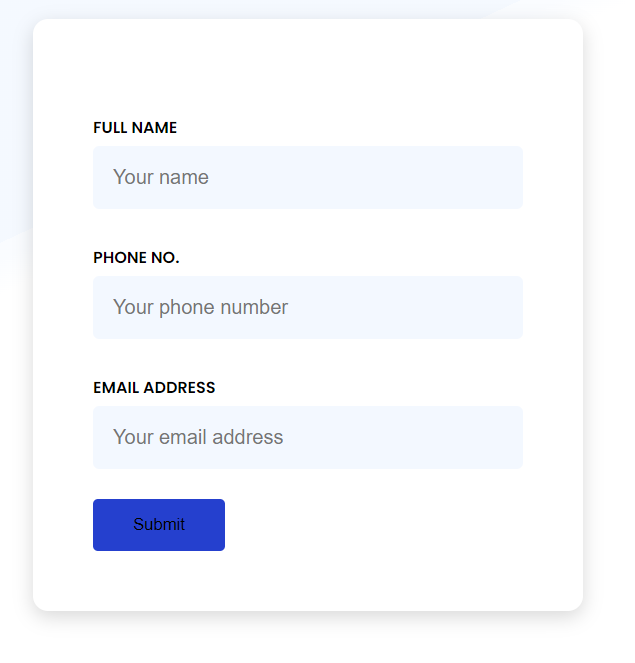 FULL NAME
Your name
PHONE NO.
Your phone number
EMAIL ADDRESS
Your email address
Submit